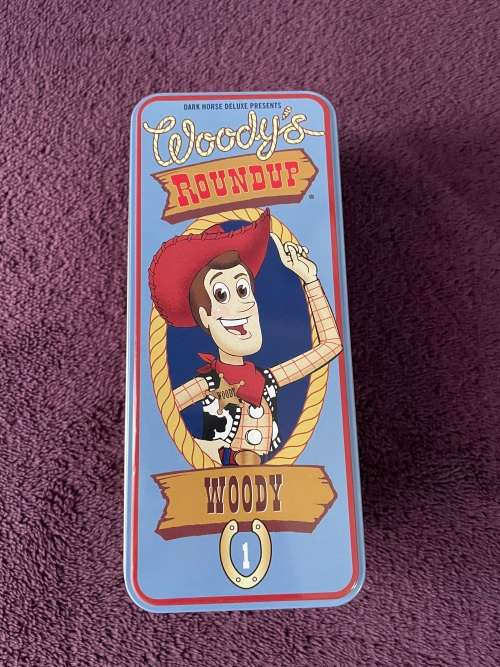 DARK HORSE DELUXE PRESENTS
Woody's
ROUNDUP
WOODY
WOODY
1